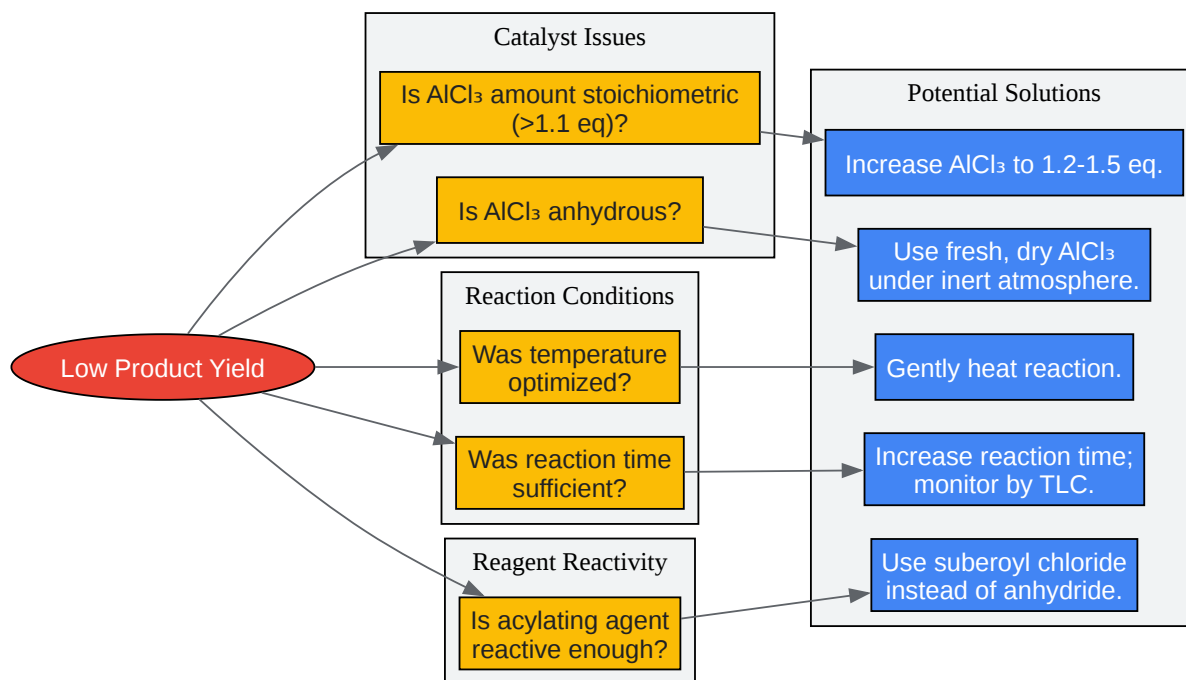 Low Product Yield
Catalyst Issues
Is AlCl₃ amount stoichiometric
(>1.1 eq)?
Is AlCl₃ anhydrous?
Reaction Conditions
Was temperature
optimized?
Was reaction time
sufficient?
Reagent Reactivity
Is acylating agent
reactive enough?
Potential Solutions
Increase AlCl₃ to 1.2-1.5 eq.
Use fresh, dry AlCl₃
under inert atmosphere.
Gently heat reaction.
Increase reaction time;
monitor by TLC.
Use suberoyl chloride
instead of anhydride.